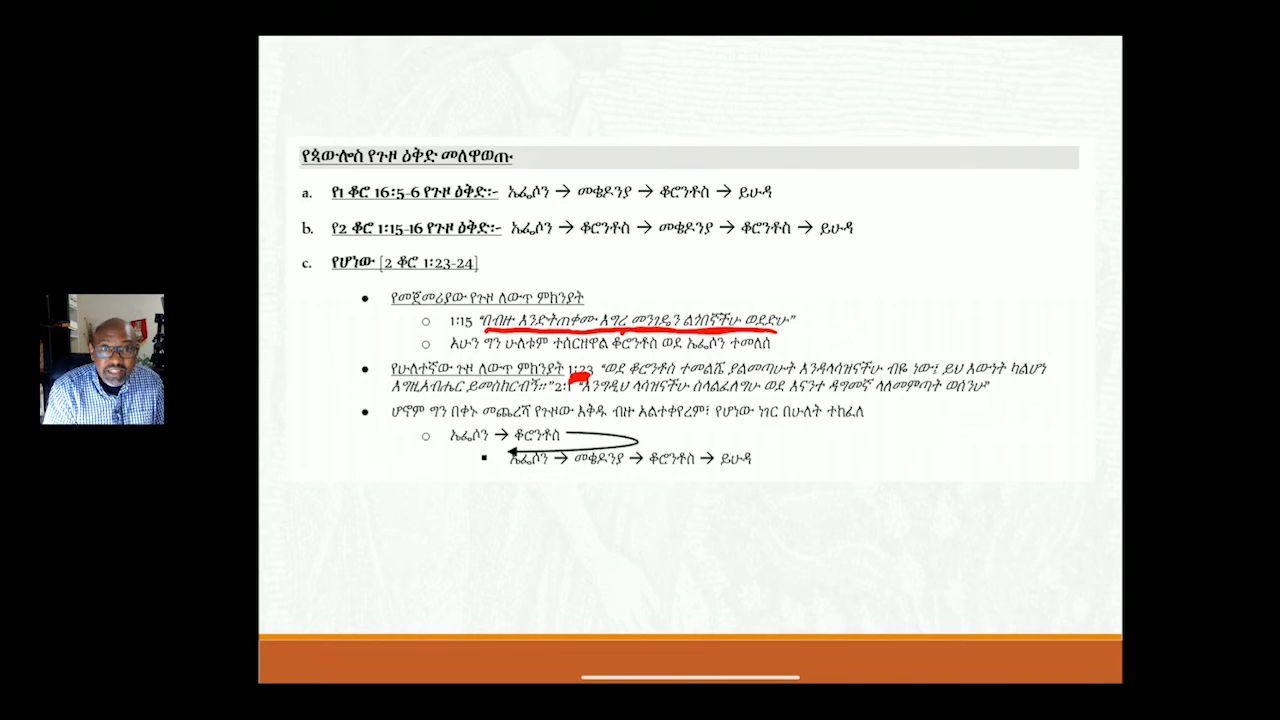 የጳውሎስ የጉዞ ዕቅድ መለዋወጡ
a. የ1 ቆሮ 16፡5-6 የጉዞ ዕቅድ፡- ኤፌሶን → መቄዶንያ → ቆሮንቶስ → ይሁዳ
b. የ2 ቆሮ 1፡15-16 የጉዞ ዕቅድ፡- ኤፌሶን → ቆሮንቶስ → መቄዶንያ → ቆሮንቶስ → ይሁዳ
c. የሆነው [2 ቆሮ 1፡23-24]
• የመጀመሪያው የጉዞ ለውጥ ምክንያት
○ 1፡15 “በብዙ እንድትጠቀሙ እግረ መንገዴን ልጎበኛችሁ ወደድሁ”
○ አሁን ግን ሁለቱም ተሰርዘዋል ቆሮንቶስ ወደ ኤፌሶን ተመለሰ
• የሁለተኛው ጉዞ ለውጥ ምክንያት 1፡23 “ወደ ቆሮንቶስ ተመልሼ ያልመጣሁት እንዳላሳዝናችሁ ብዬ ነው፤ ይህ እውነት ካልሆነ
እግዚአብሔር ይመስክርብኝ።” 2፡1 “እንግዲህ ላሳዝናችሁ ስላልፈለግሁ ወደ እናንተ ዳግመኛ ላለመምጣት ወሰንሁ”
• ሆኖም ግን በቀኑ መጨረሻ የጉዞው እቅዱ ብዙ አልተቀየረም፣ የሆነው ነገር በሁለት ተከፈለ
○ ኤፌሶን → ቆሮንቶስ
▪ ኤፌሶን → መቄዶንያ → ቆሮንቶስ → ይሁዳ